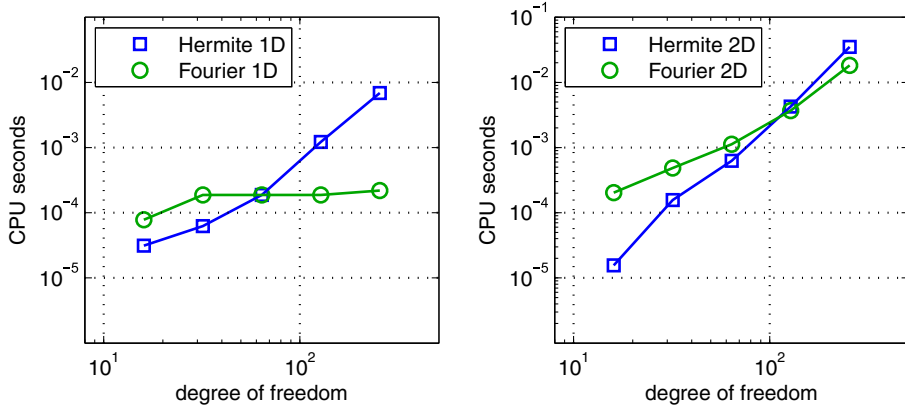 Hermite 1D
Fourier 1D
10^-2
10^-3
10^-4
10^-5
CPU seconds
10^1
10^2
degree of freedom
10^-1
Hermite 2D
Fourier 2D
10^-2
10^-3
10^-4
10^-5
CPU seconds
10^1
10^2
degree of freedom